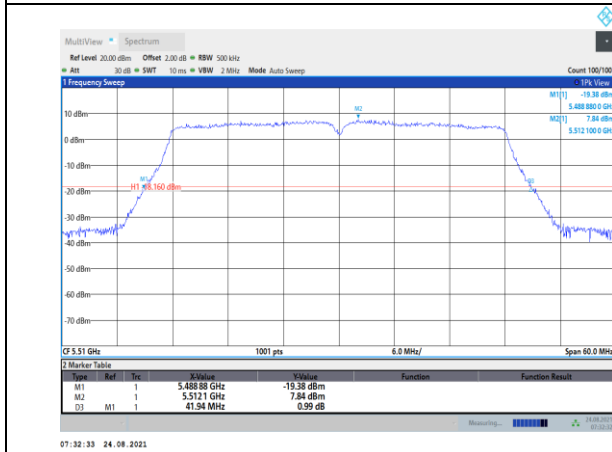 MultiView Spectrum
Ref Level 20.00 dBm Offset 2.00 dB RBW 500 kHz
Att 30 dB SWT 10 ms VBW 2 MHz Mode Auto Sweep Count 100/100
1 Frequency Sweep 1Pk View
M1[1] -19.38 dBm
5.488 880 0 GHz
M2[1] 7.84 dBm
5.512 100 0 GHz
M2
10 dBm
0 dBm
-10 dBm
M1
H1 -18.160 dBm
-20 dBm
-30 dBm
-40 dBm
-50 dBm
-60 dBm
-70 dBm
CF 5.51 GHz 1001 pts 6.0 MHz/ Span 60.0 MHz
2 Marker Table
Type Ref Trc X-Value Y-Value Function Function Result
M1 1 5.488 88 GHz -19.38 dBm
M2 1 5.512 1 GHz 7.84 dBm
D3 M1 1 41.94 MHz 0.99 dB
Measuring... 24.08.2021
07:32:32
07:32:33 24.08.2021